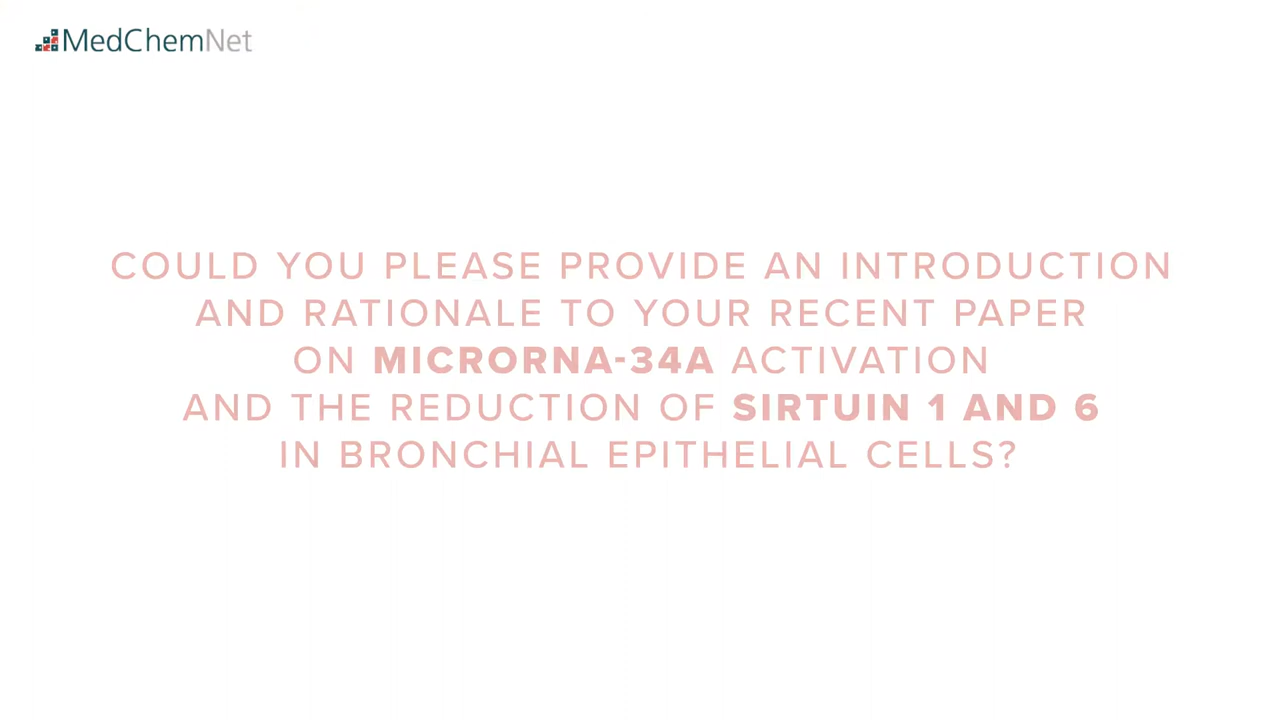 MedChemNet
COULD YOU PLEASE PROVIDE AN INTRODUCTION
AND RATIONALE TO YOUR RECENT PAPER
ON MICRORNA-34A ACTIVATION
AND THE REDUCTION OF SIRTUIN 1 AND 6
IN BRONCHIAL EPITHELIAL CELLS?